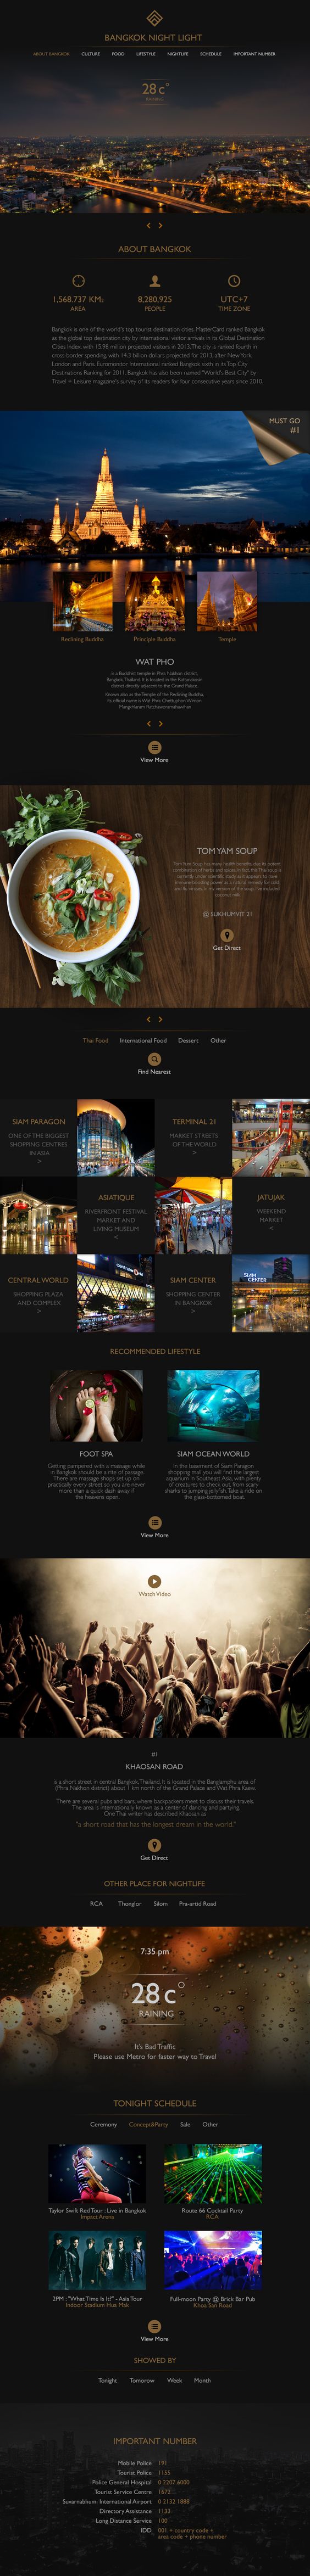 BANGKOK NIGHT LIGHT
ABOUT BANGKOK CULTURE FOOD LIFESTYLE NIGHTLIFE SCHEDULE IMPORTANT NUMBER
28 c°
ABOUT BANGKOK
1,568.737 KM2 8,280,925 UTC+7
AREA PEOPLE TIME ZONE
Bangkok is one of the world's top tourist destination cities. MasterCard ranked Bangkok
as the global top destination city by international visitor arrivals in its Global Destination
Cities Index, with 15.98 million projected visitors in 2013. The city is ranked fourth in
cross-border spending, with 14.3 billion dollars projected for 2013, after New York,
London and Paris. Euromonitor International ranked Bangkok sixth in its Top City
Destinations Ranking for 2011. Bangkok has also been named "World's Best City" by
Travel + Leisure magazine's survey of its readers for four consecutive years since 2010.
MUST GO
#1
Reclining Buddha Principle Buddha Temple
WAT PHO
is a Buddhist temple in Phra Nakhon district,
Bangkok, Thailand. It is located in the Rattanakosin
district directly adjacent to the Grand Palace.
Known also as the Temple of the Reclining Buddha,
its official name is Wat Phra Chettuphon Wimon
Mangkhlaram Ratchaworamahawihan
View More
TOM YAM SOUP
@ SUKHUMVIT 21
Get Direct
Thai Food International Food Dessert Other
Find Nearest
SIAM PARAGON
ONE OF THE BIGGEST
SHOPPING CENTRES
IN ASIA
>
TERMINAL 21
MARKET STREETS
OF THE WORLD
>
ASIATIQUE
RIVERFRONT FESTIVAL
MARKET AND
LIVING MUSEUM
<
JATUJAK
WEEKEND
MARKET
<
CENTRAL WORLD
SHOPPING PLAZA
AND COMPLEX
>
SIAM CENTER
SHOPPING CENTER
IN BANGKOK
>
SIAM
CENTER
RECOMMENDED LIFESTYLE
FOOT SPA
Getting pampered with a massage while
in Bangkok should be a rite of passage.
There are massage shops set up on
practically every street so you are never
more than a quick dash away if
the heavens open.
SIAM OCEAN WORLD
In the basement of Siam Paragon
shopping mall you will find the largest
aquarium in Southeast Asia, with plenty
of creatures to check out, from scary
sharks to jumping jellyfish. Take a ride on
the glass-bottomed boat.
View More
Watch Video
#1
KHAOSAN ROAD
is a short street in central Bangkok, Thailand. It is located in the Banglamphu area of
(Phra Nakhon district) about 1 km north of the Grand Palace and Wat Phra Kaew.
There are several pubs and bars, where backpackers meet to discuss their travels.
The area is internationally known as a center of dancing and partying.
One Thai writer has described Khaosan as
"a short road that has the longest dream in the world."
Get Direct
OTHER PLACE FOR NIGHTLIFE
RCA Thonglor Silom Pra-artid Road
7:35 pm
28 c°
RAINING
It's Bad Traffic
Please use Metro for faster way to Travel
TONIGHT SCHEDULE
Ceremony Concept&Party Sale Other
Taylor Swift Red Tour : Live in Bangkok
Impact Arena
Route 66 Cocktail Party
RCA
2PM : "What Time Is It?" - Asia Tour
Indoor Stadium Hua Mak
Full-moon Party @ Brick Bar Pub
Khao San Road
View More
SHOWED BY
Tonight Tomorow Week Month
IMPORTANT NUMBER
Mobile Police 191
Tourist Police 1155
Police General Hospital 0 2207 6000
Tourist Service Centre 1672
Suvarnabhumi International Airport 0 2132 1888
Directory Assistance 1133
Long Distance Service 100
IDD 001 + country code +
area code + phone number